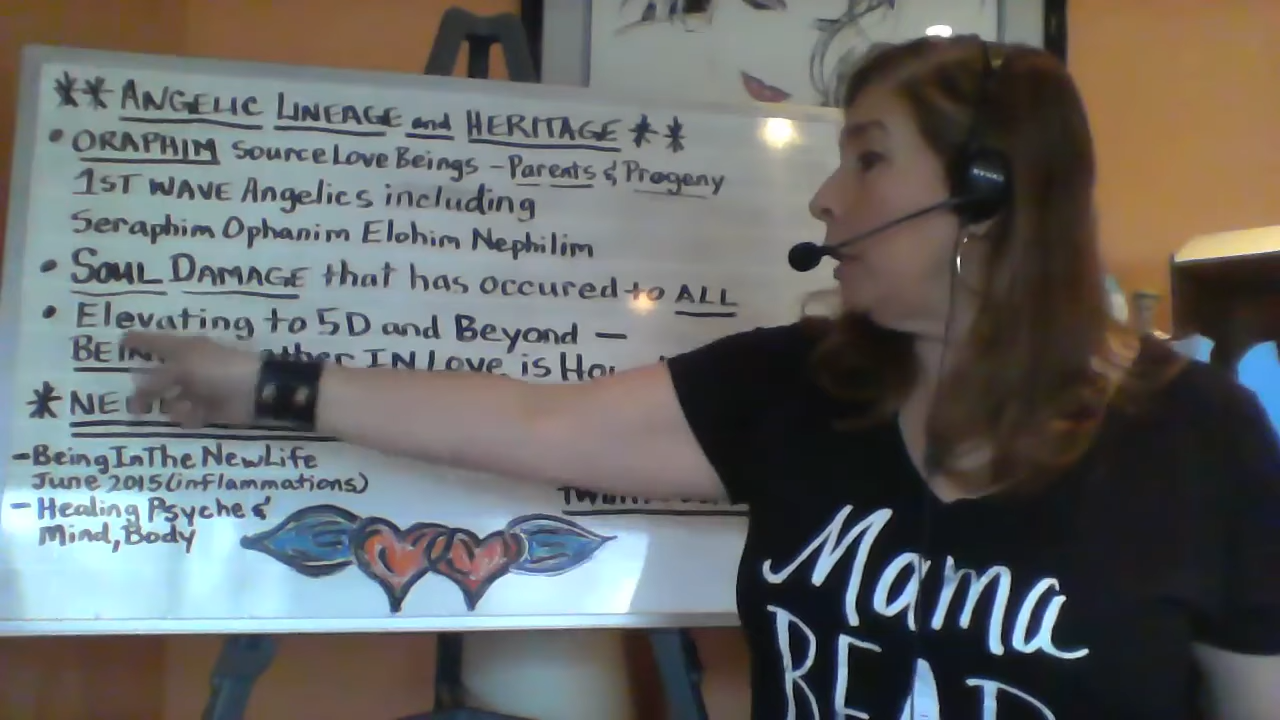 ** ANGELIC LINEAGE and HERITAGE **
• ORAPHIM Source Love Beings - Parents & Progeny
1ST WAVE Angelics including
Seraphim Ophanim Elohim Nephilim
• SOUL DAMAGE that has occured to ALL
• Elevating to 5D and Beyond —
IN Love is
*
- Being In The New Life
June 2015 (inflammations)
- Healing Psyche &
Mind, Body
Mama
BEAR